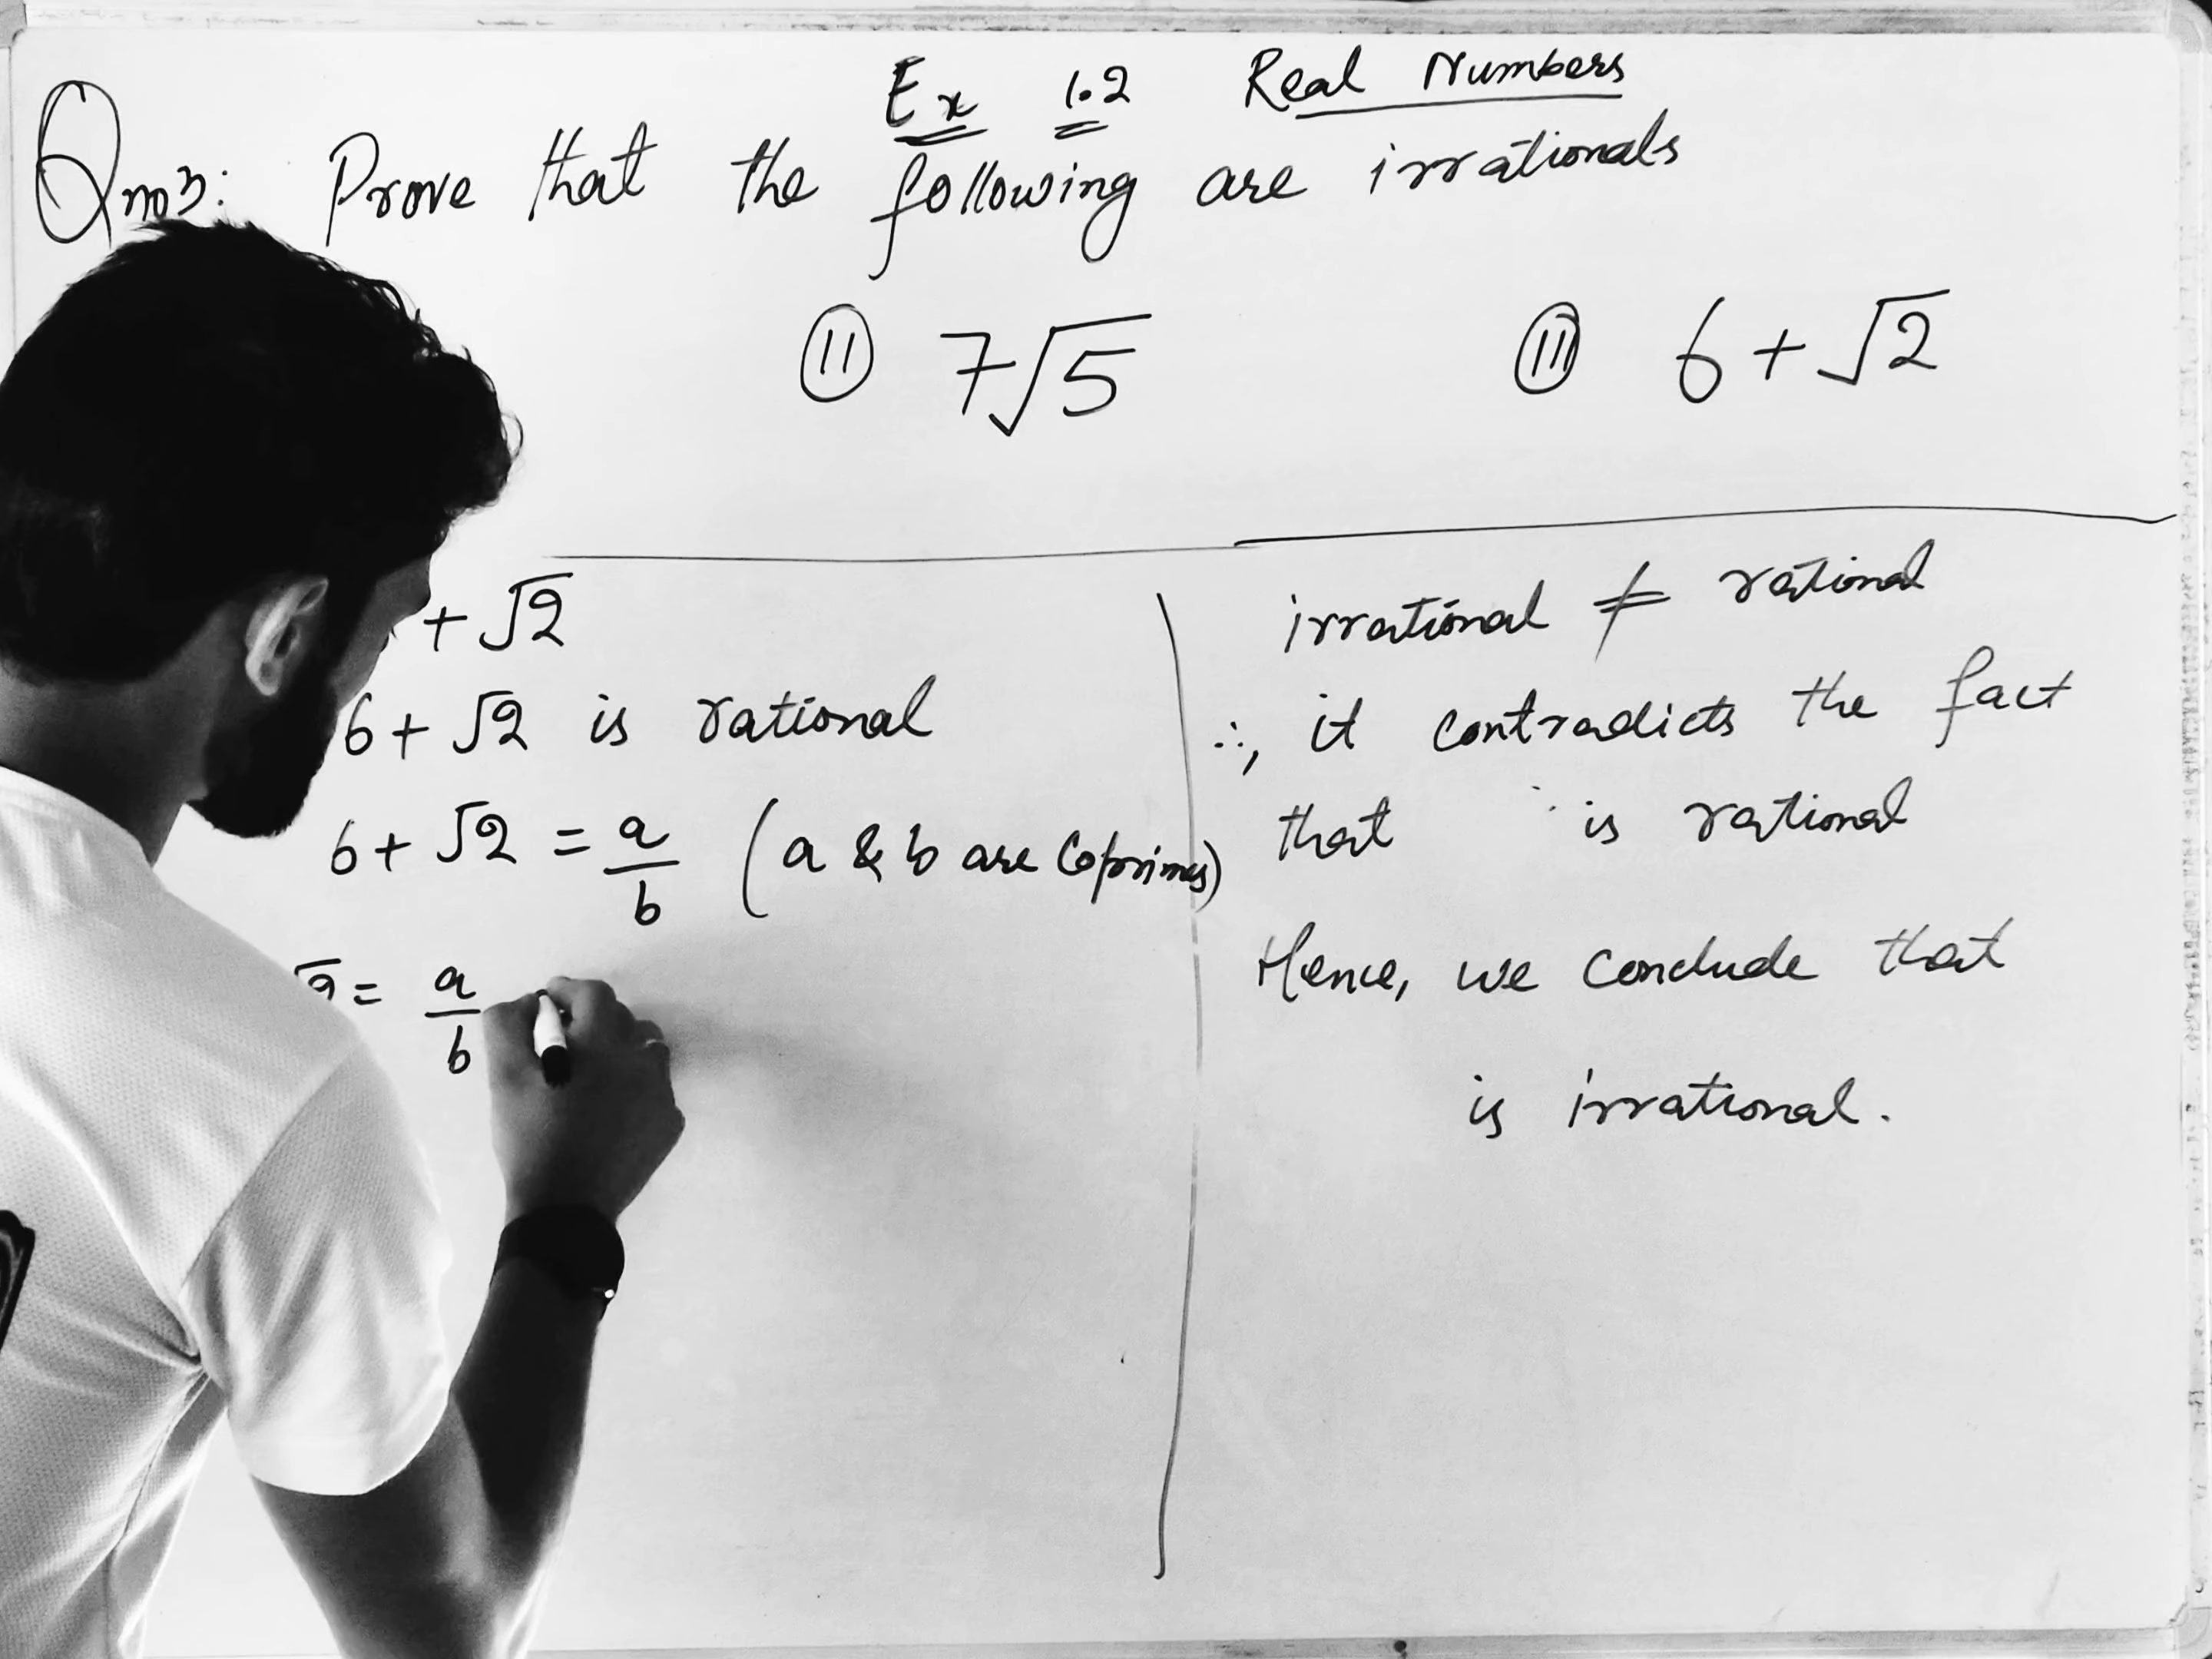 Ex 1.2 Real Numbers
Qno3: Prove that the following are irrationals
(ii) 7√5
(iii) 6 + √2
+ √2
6 + √2 is rational
6 + √2 = a/b (a & b are Coprimes)
√2 = a/b
irrational ≠ rational
∴, it contradicts the fact
that is rational
Hence, we conclude that
is irrational.